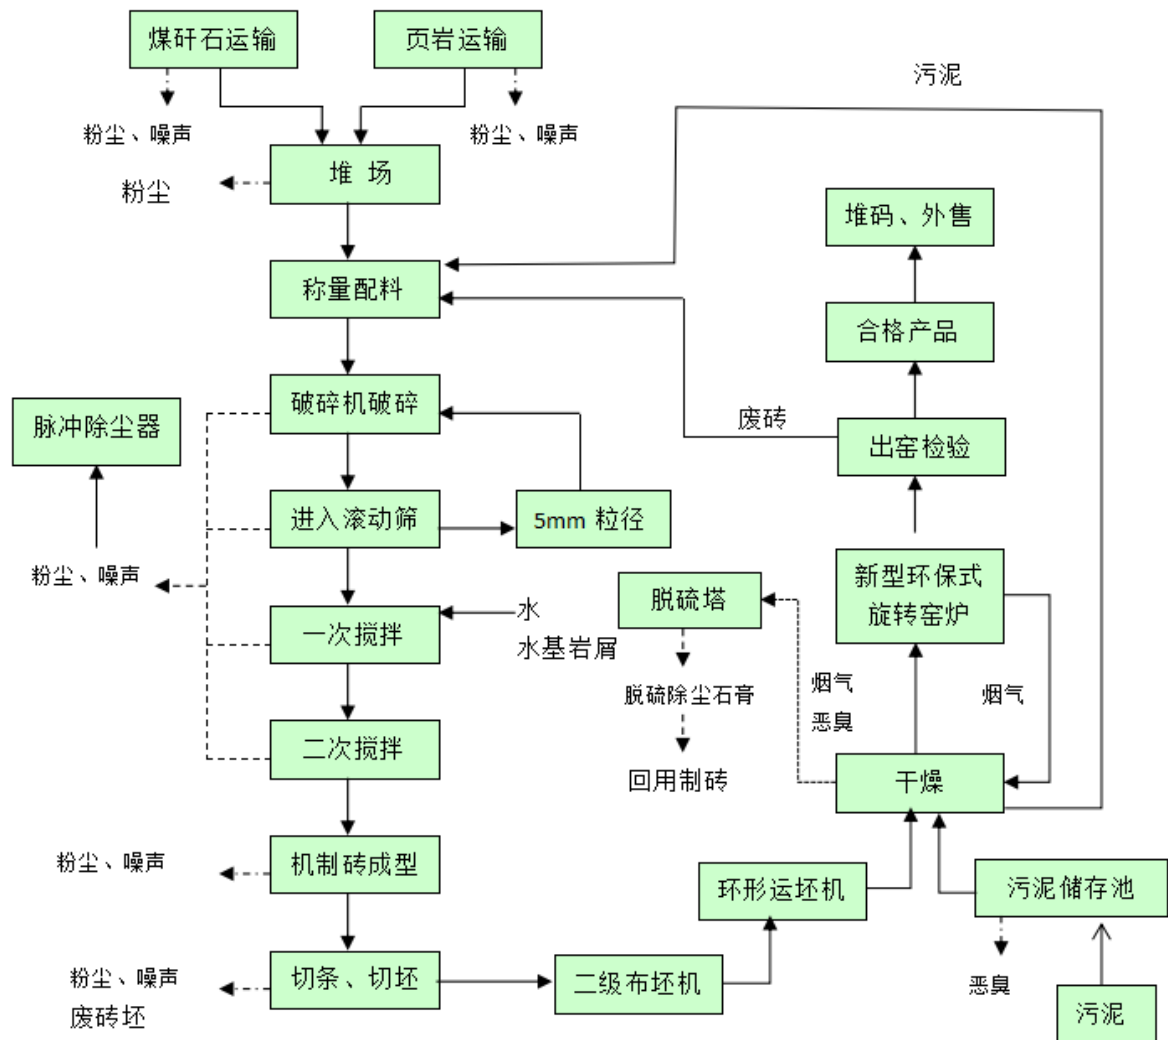 煤矸石运输
页岩运输
污泥
粉尘、噪声
粉尘、噪声
堆 场
粉尘
堆码、外售
称量配料
合格产品
破碎机破碎
脉冲除尘器
废砖
出窑检验
进入滚动筛
5mm 粒径
粉尘、噪声
新型环保式
旋转窑炉
脱硫塔
水
一次搅拌
水基岩屑
烟气
恶臭
烟气
脱硫除尘石膏
二次搅拌
回用制砖
干燥
粉尘、噪声
机制砖成型
环形运坯机
污泥储存池
粉尘、噪声
废砖坯
切条、切坯
二级布坯机
恶臭
污泥